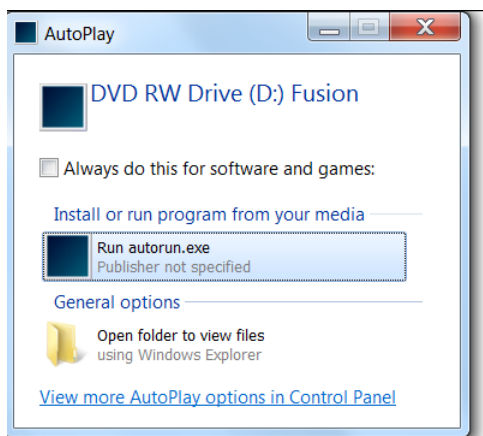 AutoPlay
DVD RW Drive (D:) Fusion
Always do this for software and games:
Install or run program from your media
Run autorun.exe
Publisher not specified
General options
Open folder to view files
using Windows Explorer
View more AutoPlay options in Control Panel